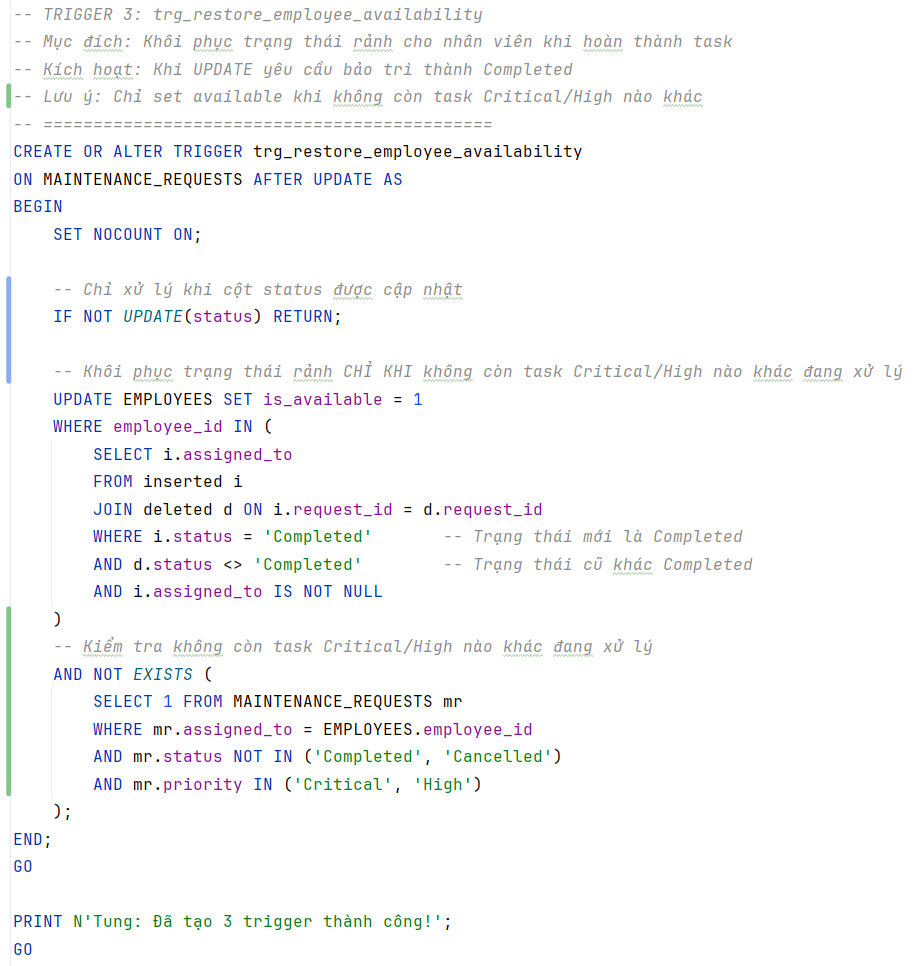 -- TRIGGER 3: trg_restore_employee_availability
-- Mục đích: Khôi phục trạng thái rảnh cho nhân viên khi hoàn thành task
-- Kích hoạt: Khi UPDATE yêu cầu bảo trì thành Completed
-- Lưu ý: Chỉ set available khi không còn task Critical/High nào khác
-- =============================================
CREATE OR ALTER TRIGGER trg_restore_employee_availability
ON MAINTENANCE_REQUESTS AFTER UPDATE AS
BEGIN
    SET NOCOUNT ON;

    -- Chỉ xử lý khi cột status được cập nhật
    IF NOT UPDATE(status) RETURN;

    -- Khôi phục trạng thái rảnh CHỈ KHI không còn task Critical/High nào khác đang xử lý
    UPDATE EMPLOYEES SET is_available = 1
    WHERE employee_id IN (
        SELECT i.assigned_to
        FROM inserted i
        JOIN deleted d ON i.request_id = d.request_id
        WHERE i.status = 'Completed'       -- Trạng thái mới là Completed
        AND d.status <> 'Completed'        -- Trạng thái cũ khác Completed
        AND i.assigned_to IS NOT NULL
    )
    -- Kiểm tra không còn task Critical/High nào khác đang xử lý
    AND NOT EXISTS (
        SELECT 1 FROM MAINTENANCE_REQUESTS mr
        WHERE mr.assigned_to = EMPLOYEES.employee_id
        AND mr.status NOT IN ('Completed', 'Cancelled')
        AND mr.priority IN ('Critical', 'High')
    );
END;
GO

PRINT N'Tung: Đã tạo 3 trigger thành công!';
GO